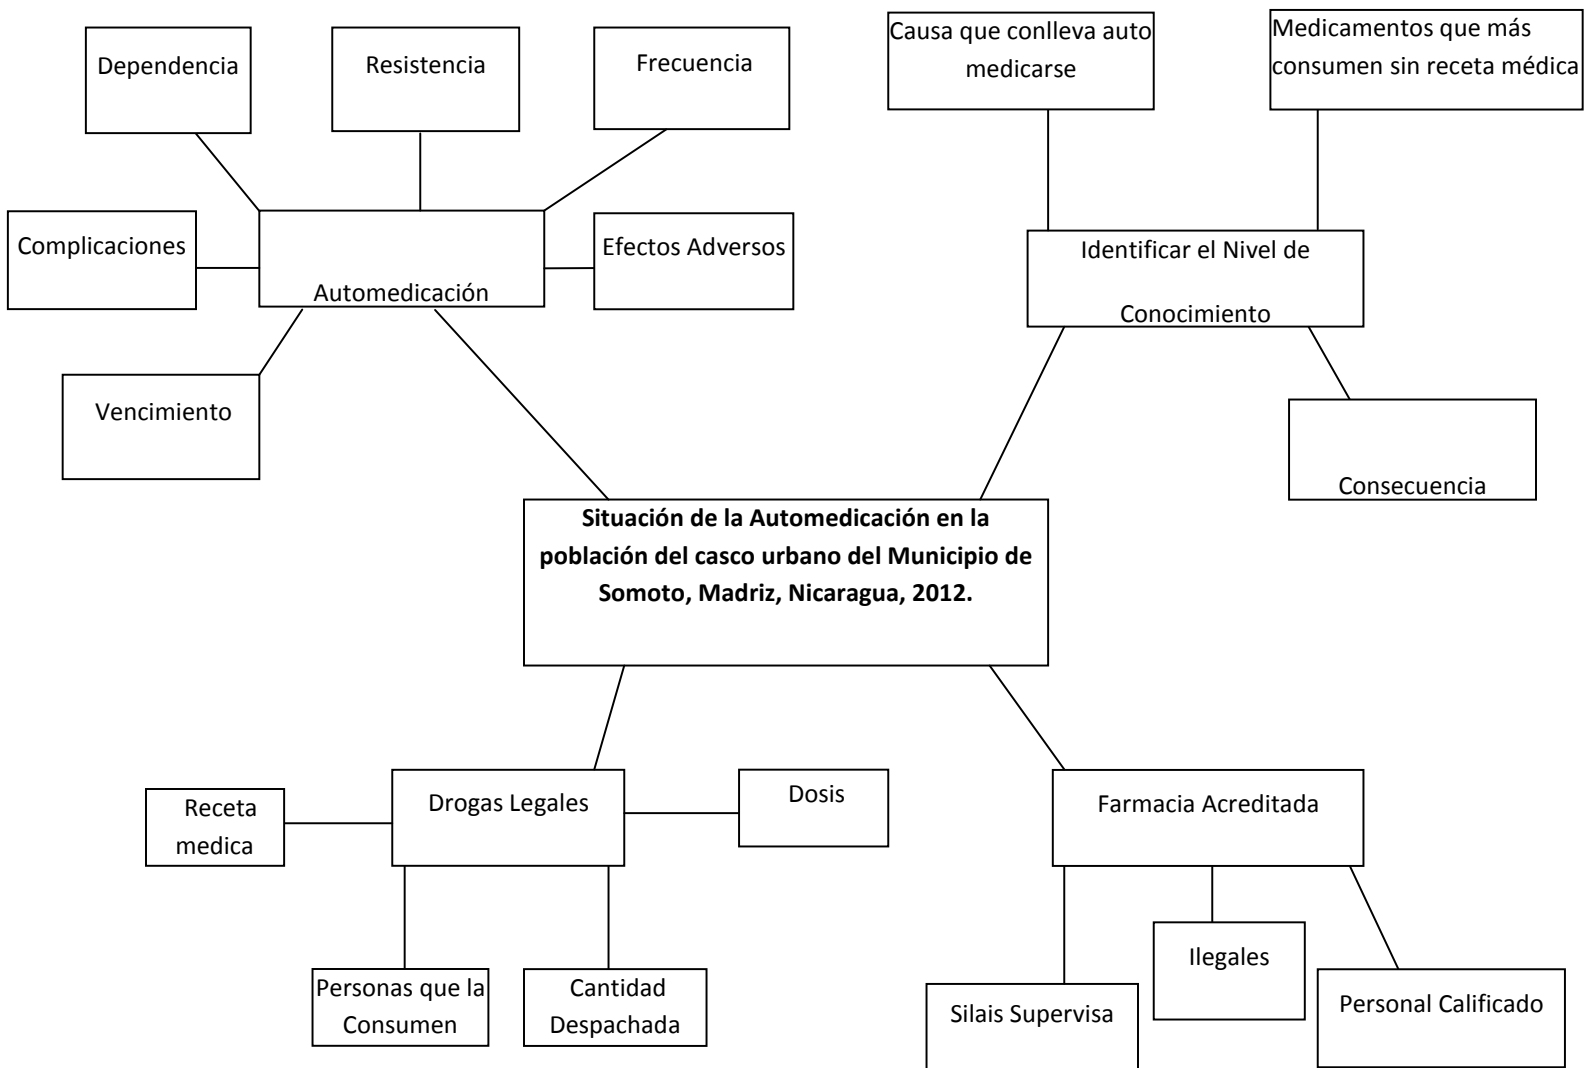 Dependencia
Resistencia
Frecuencia
Causa que conlleva auto
medicarse
Medicamentos que más
consumen sin receta médica
Complicaciones
Automedicación
Efectos Adversos
Identificar el Nivel de
Conocimiento
Vencimiento
Consecuencia
Situación de la Automedicación en la
población del casco urbano del Municipio de
Somoto, Madriz, Nicaragua, 2012.
Receta
medica
Drogas Legales
Dosis
Farmacia Acreditada
Personas que la
Consumen
Cantidad
Despachada
Silais Supervisa
Ilegales
Personal Calificado